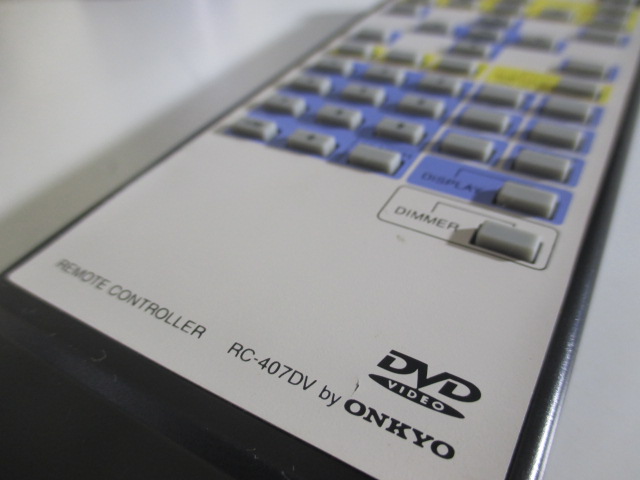 DISPLAY
DIMMER
DVD
VIDEO
REMOTE CONTROLLER RC-407DV by ONKYO